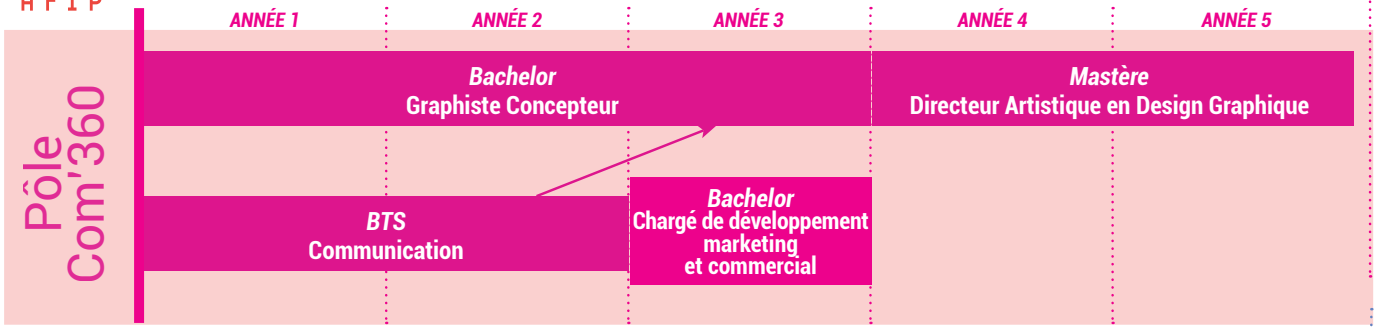 AFIP
ANNÉE 1
ANNÉE 2
ANNÉE 3
ANNÉE 4
ANNÉE 5
Pôle
Com'360
Bachelor
Graphiste Concepteur
Mastère
Directeur Artistique en Design Graphique
BTS
Communication
Bachelor
Chargé de développement
marketing
et commercial